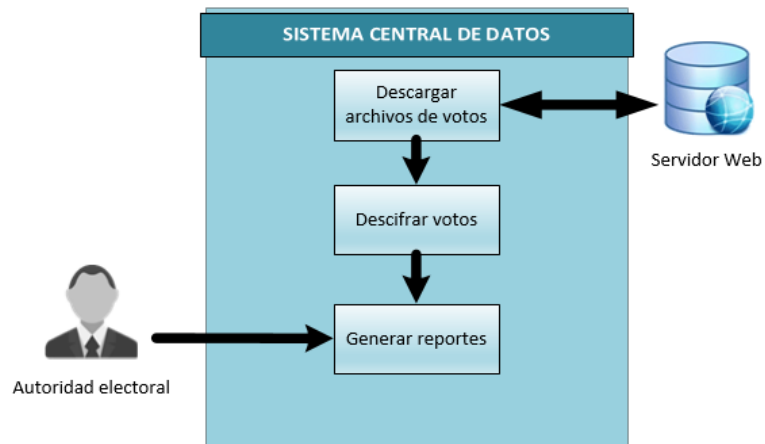 SISTEMA CENTRAL DE DATOS
Descargar
archivos de votos
Servidor Web
Descifrar votos
Generar reportes
Autoridad electoral